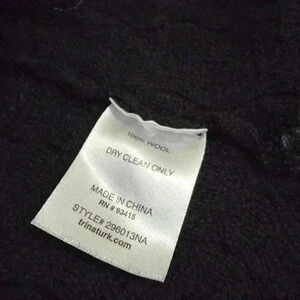 100% WOOL
DRY CLEAN ONLY
MADE IN CHINA
RN # 93415
STYLE# 296013NA
trinaturk.com